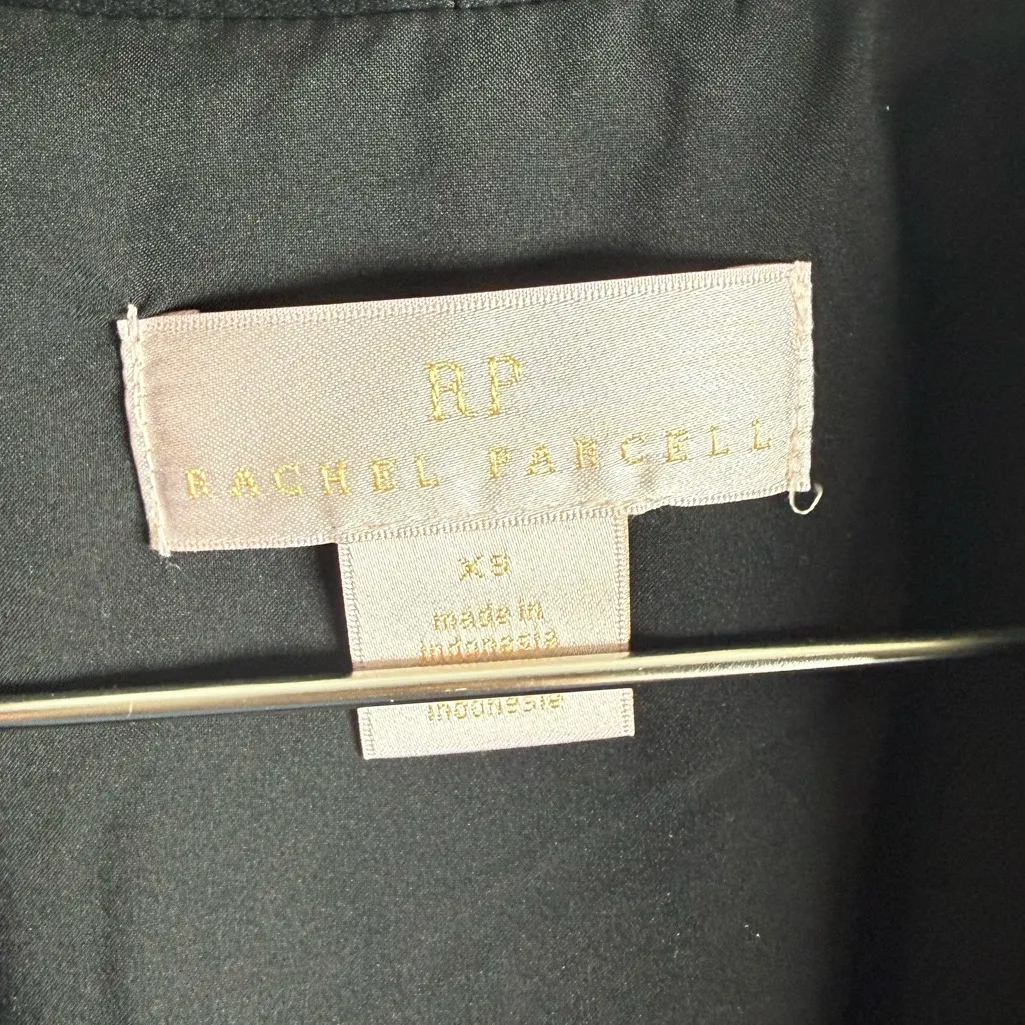 RP
RACHEL PARCELL
XS
made in
indonesia
indonesia